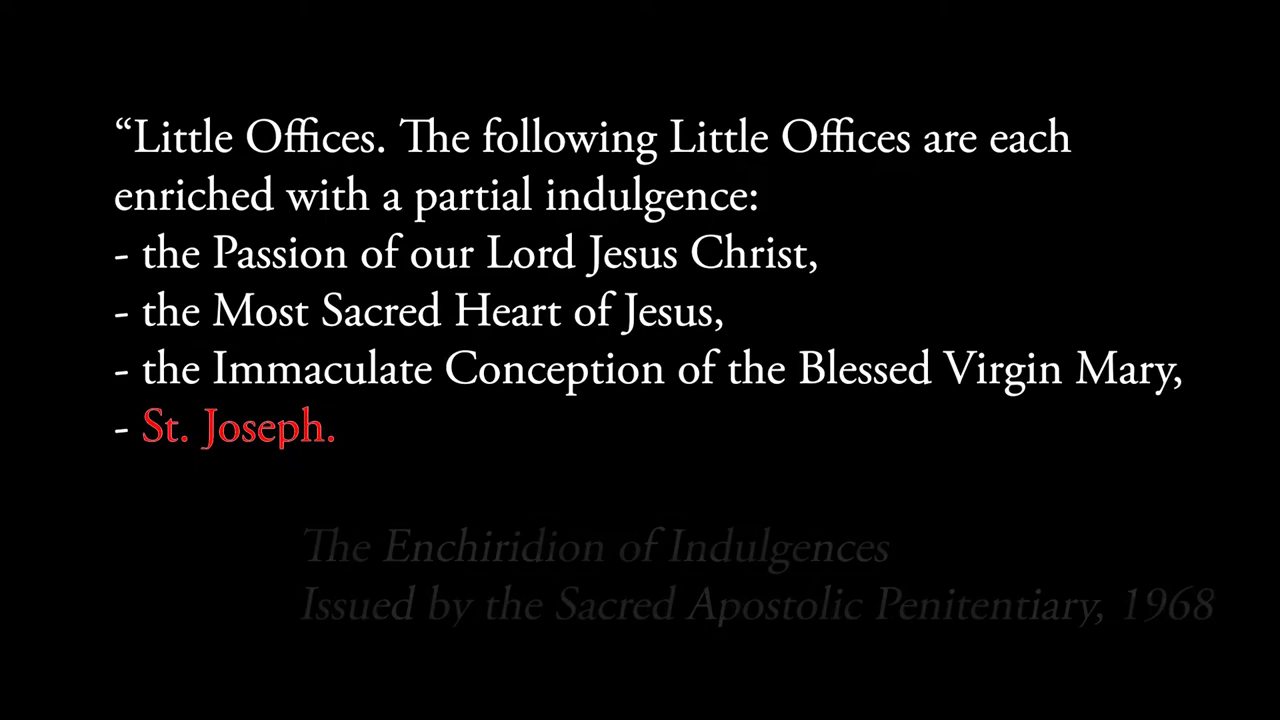 “Little Offices. The following Little Offices are each
enriched with a partial indulgence:
- the Passion of our Lord Jesus Christ,
- the Most Sacred Heart of Jesus,
- the Immaculate Conception of the Blessed Virgin Mary,
- St. Joseph.
The Enchiridion of Indulgences
Issued by the Sacred Apostolic Penitentiary, 1968